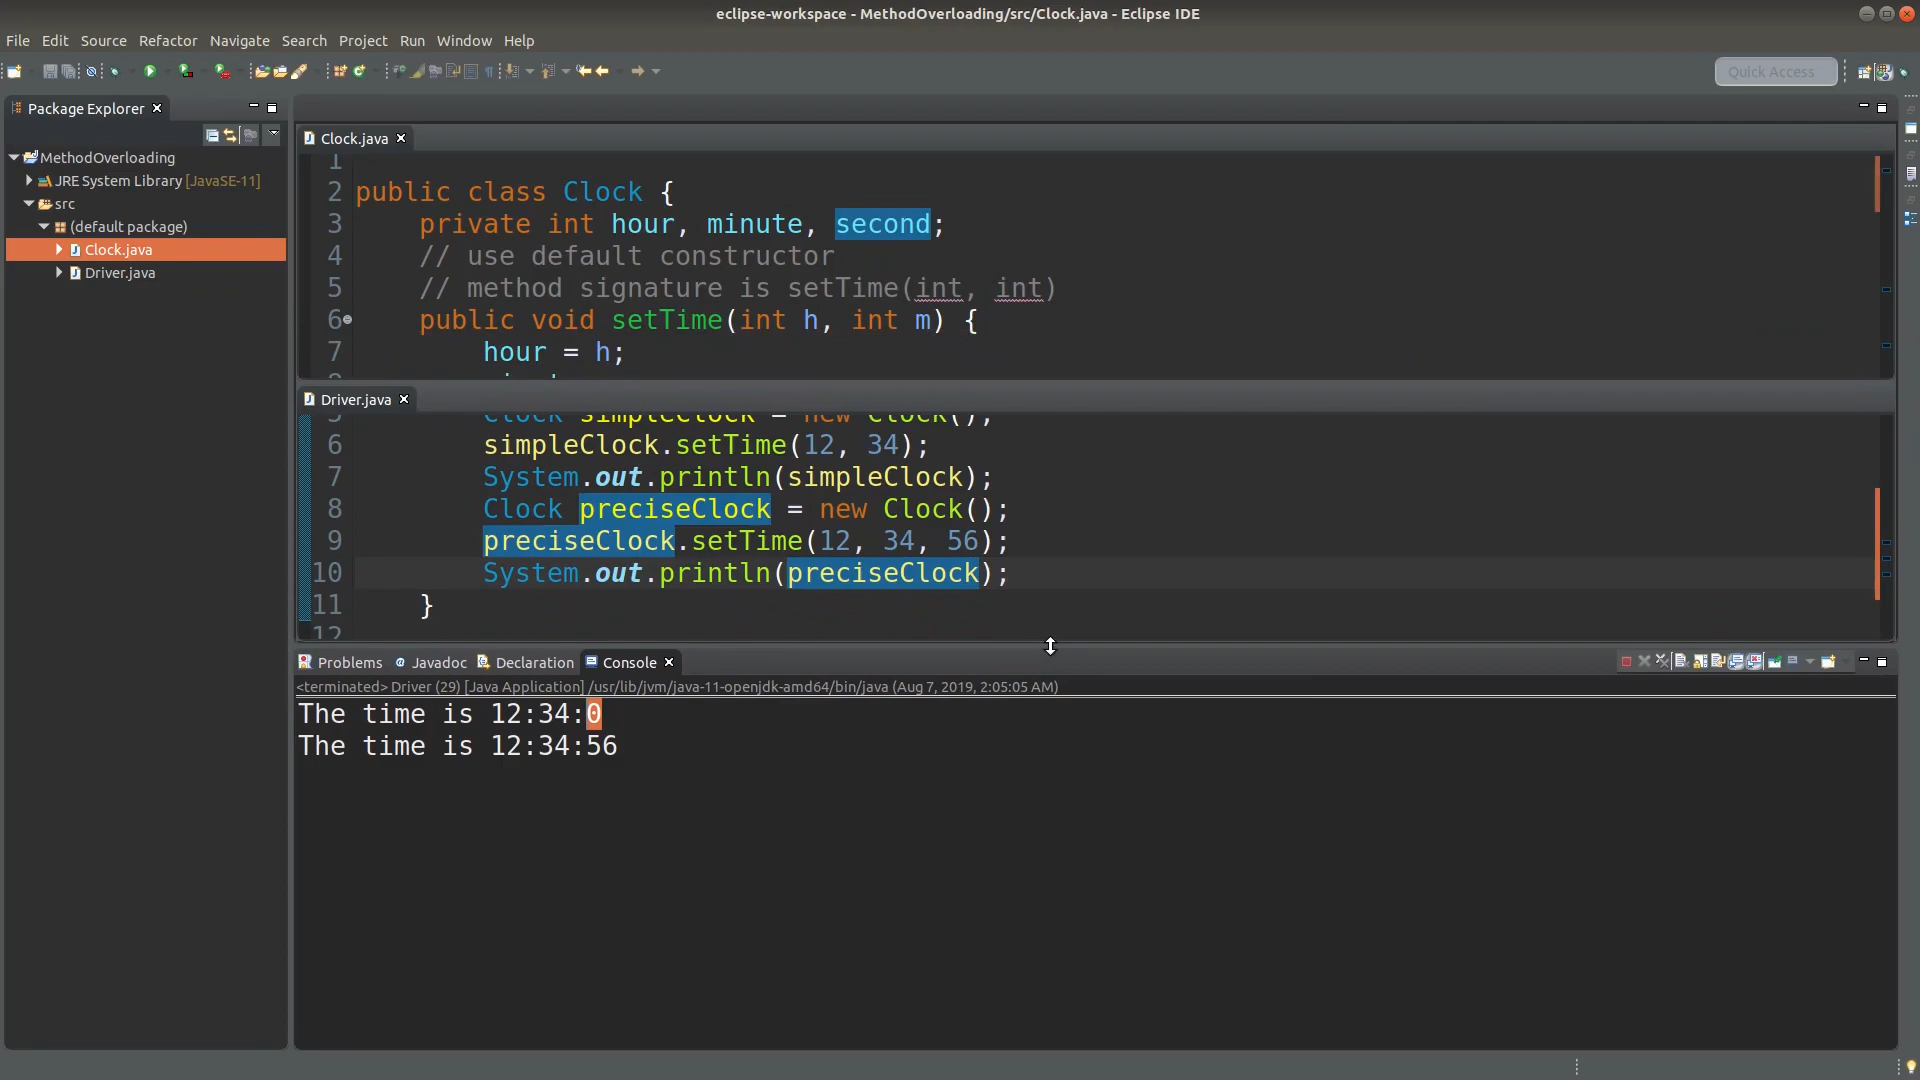 eclipse-workspace - MethodOverloading/src/Clock.java - Eclipse IDE
File Edit Source Refactor Navigate Search Project Run Window Help
Quick Access
Package Explorer
MethodOverloading
JRE System Library [JavaSE-11]
src
(default package)
Clock.java
Driver.java
Clock.java
1
2 public class Clock {
3 private int hour, minute, second;
4 // use default constructor
5 // method signature is setTime(int, int)
6 public void setTime(int h, int m) {
7 hour = h;
Driver.java
5 Clock simpleClock = new Clock();
6 simpleClock.setTime(12, 34);
7 System.out.println(simpleClock);
8 Clock preciseClock = new Clock();
9 preciseClock.setTime(12, 34, 56);
10 System.out.println(preciseClock);
11 }
12
Problems Javadoc Declaration Console
<terminated> Driver (29) [Java Application] /usr/lib/jvm/java-11-openjdk-amd64/bin/java (Aug 7, 2019, 2:05:05 AM)
The time is 12:34:0
The time is 12:34:56